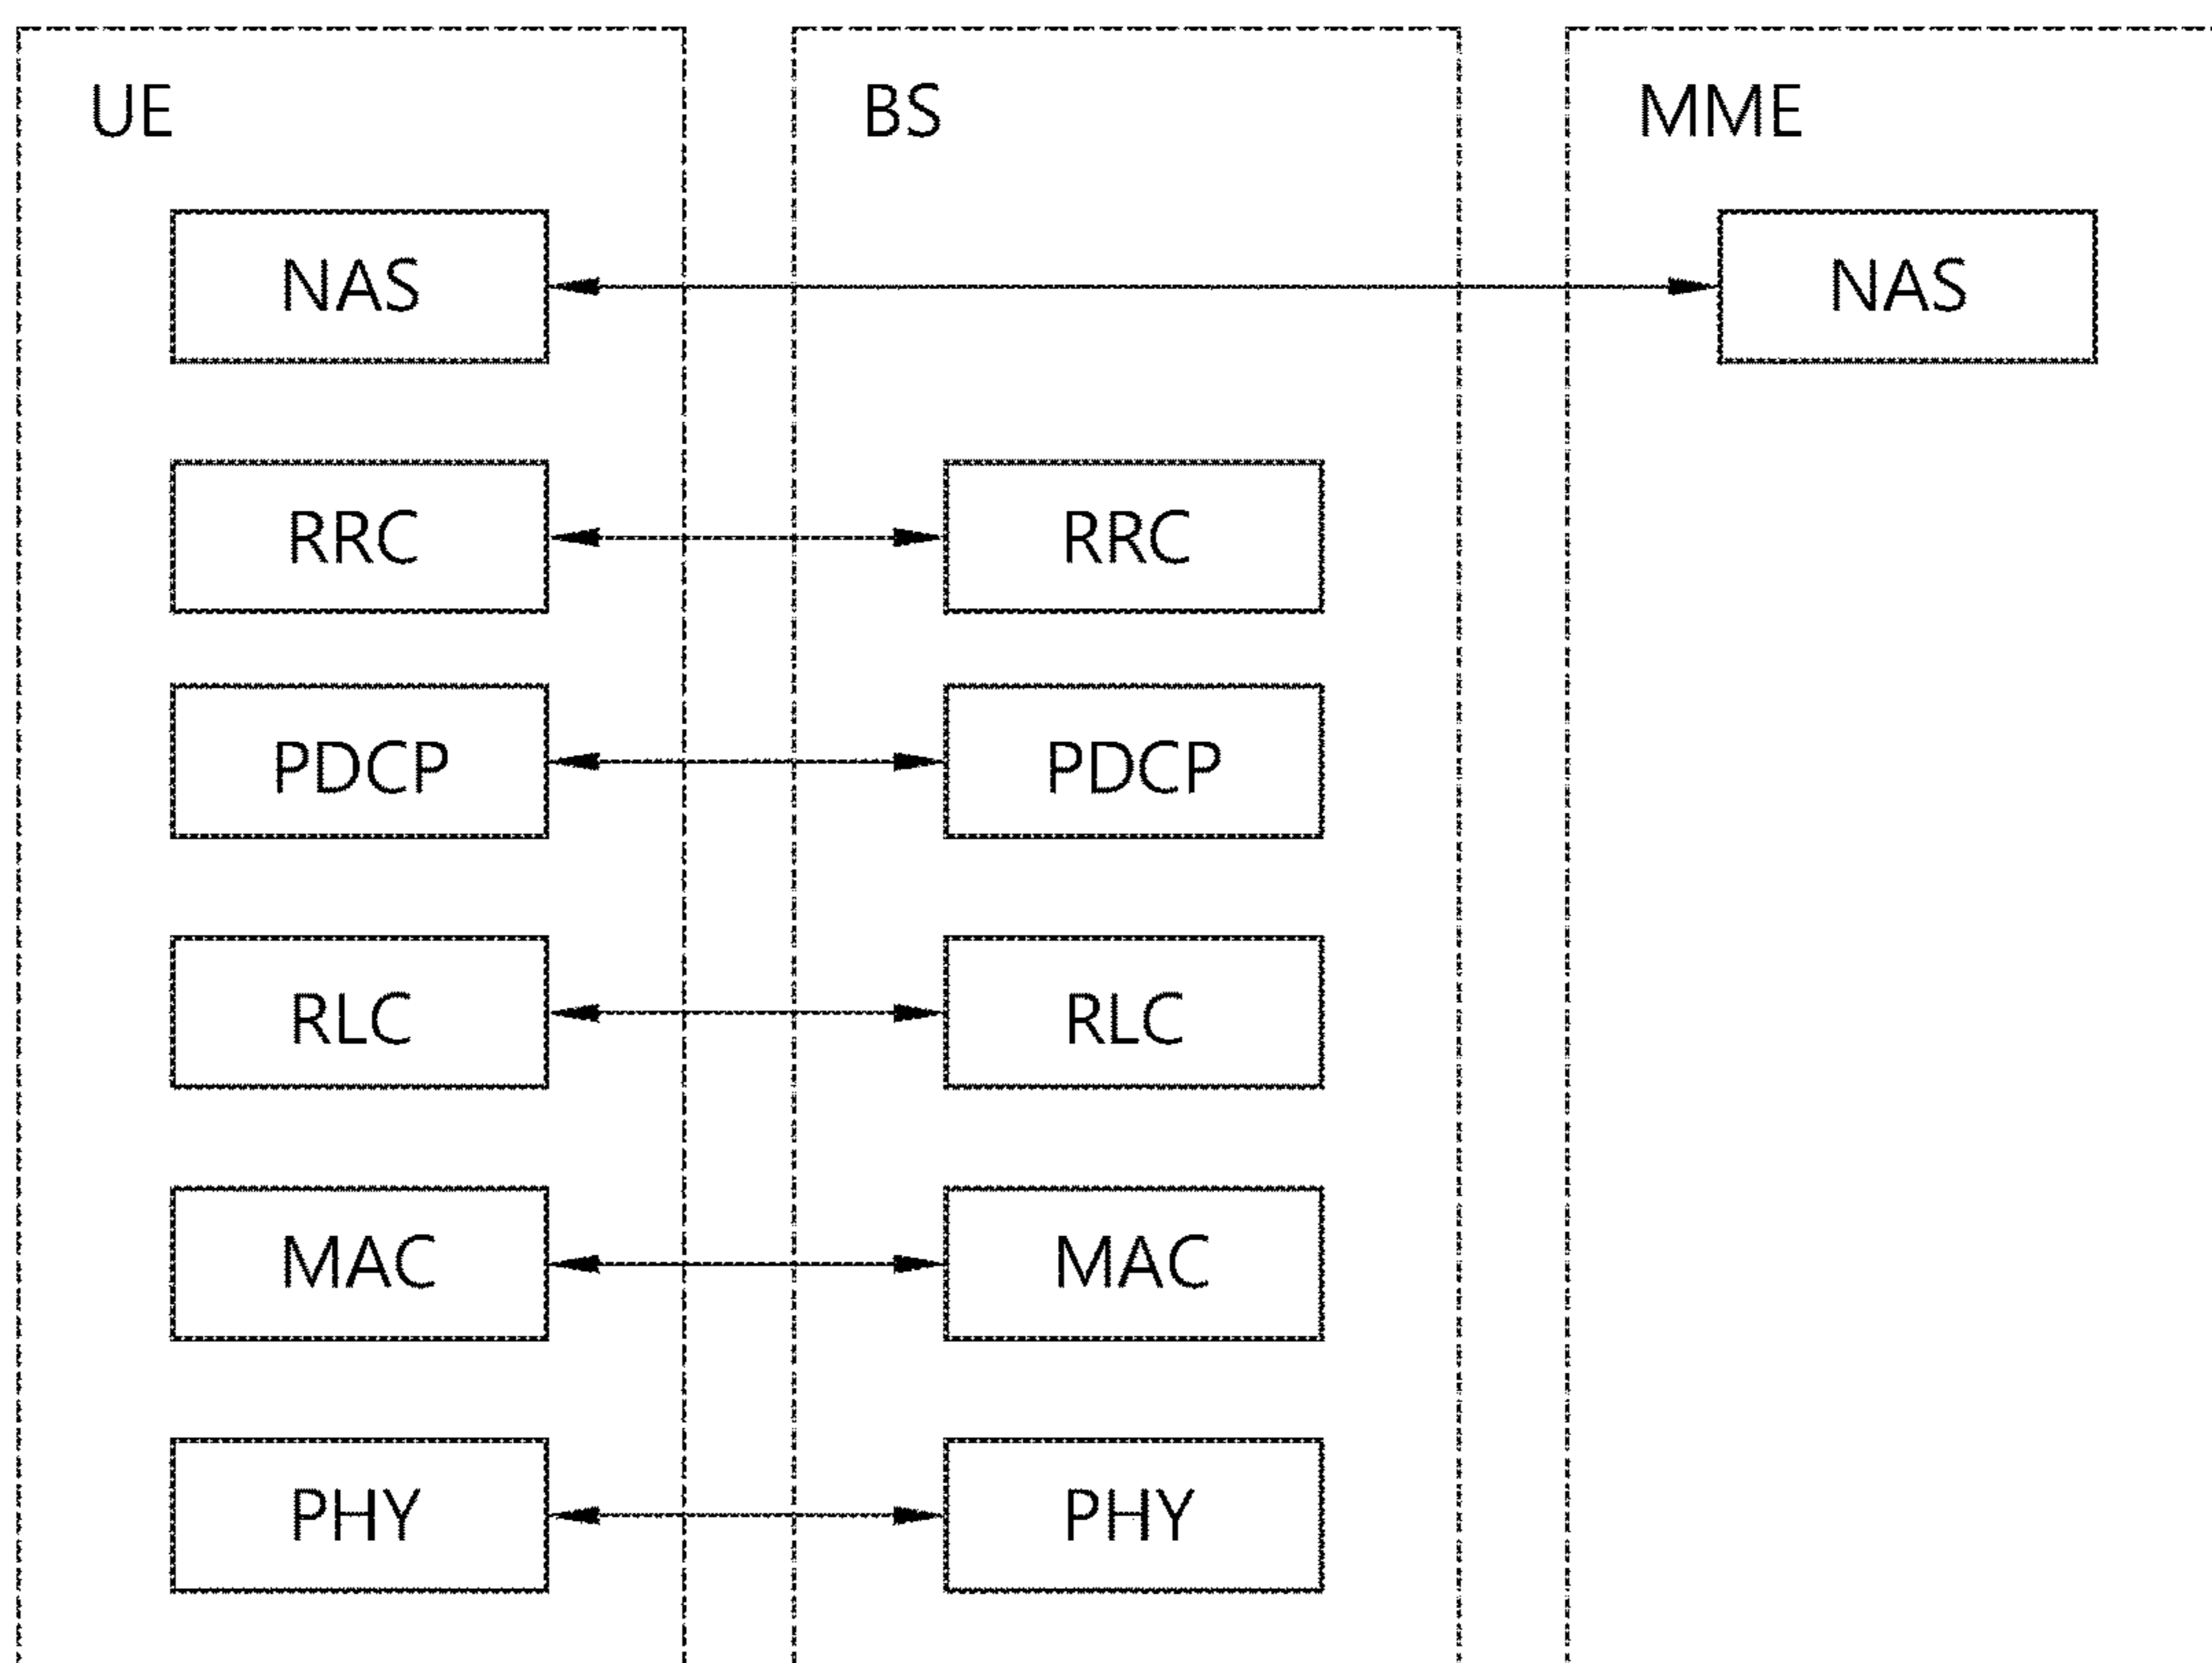 UE BS MME
NAS NAS
RRC RRC
PDCP PDCP
RLC RLC
MAC MAC
PHY PHY